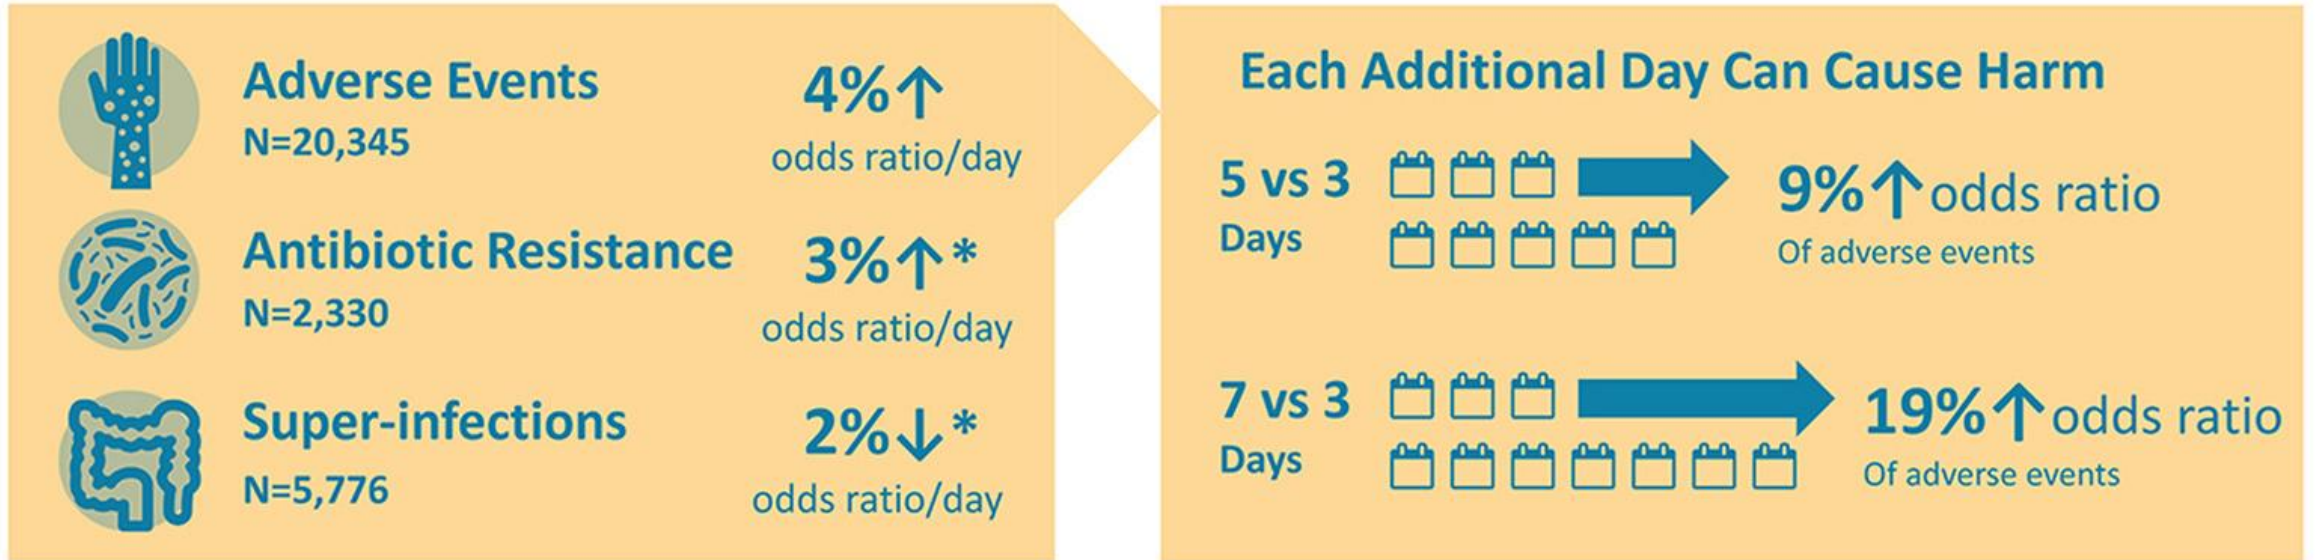 Adverse Events
N=20,345
4%↑
odds ratio/day
Antibiotic Resistance
N=2,330
3%↑*
odds ratio/day
Super-infections
N=5,776
2%↓*
odds ratio/day
Each Additional Day Can Cause Harm
5 vs 3
Days
9%↑odds ratio
Of adverse events
7 vs 3
Days
19%↑odds ratio
Of adverse events